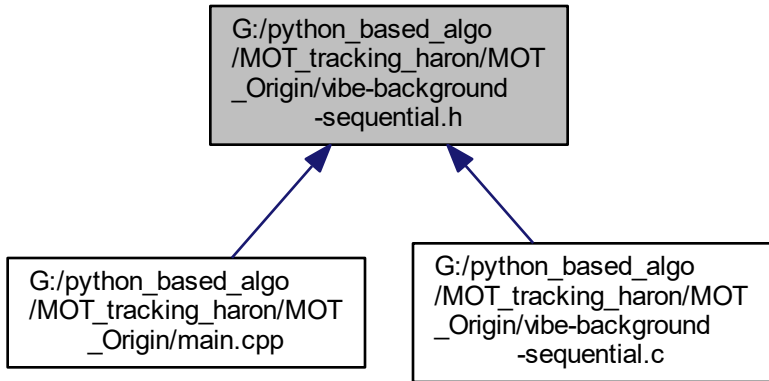 G:/python_based_algo
/MOT_tracking_haron/MOT
_Origin/vibe-background
-sequential.h
G:/python_based_algo
/MOT_tracking_haron/MOT
_Origin/main.cpp
G:/python_based_algo
/MOT_tracking_haron/MOT
_Origin/vibe-background
-sequential.c